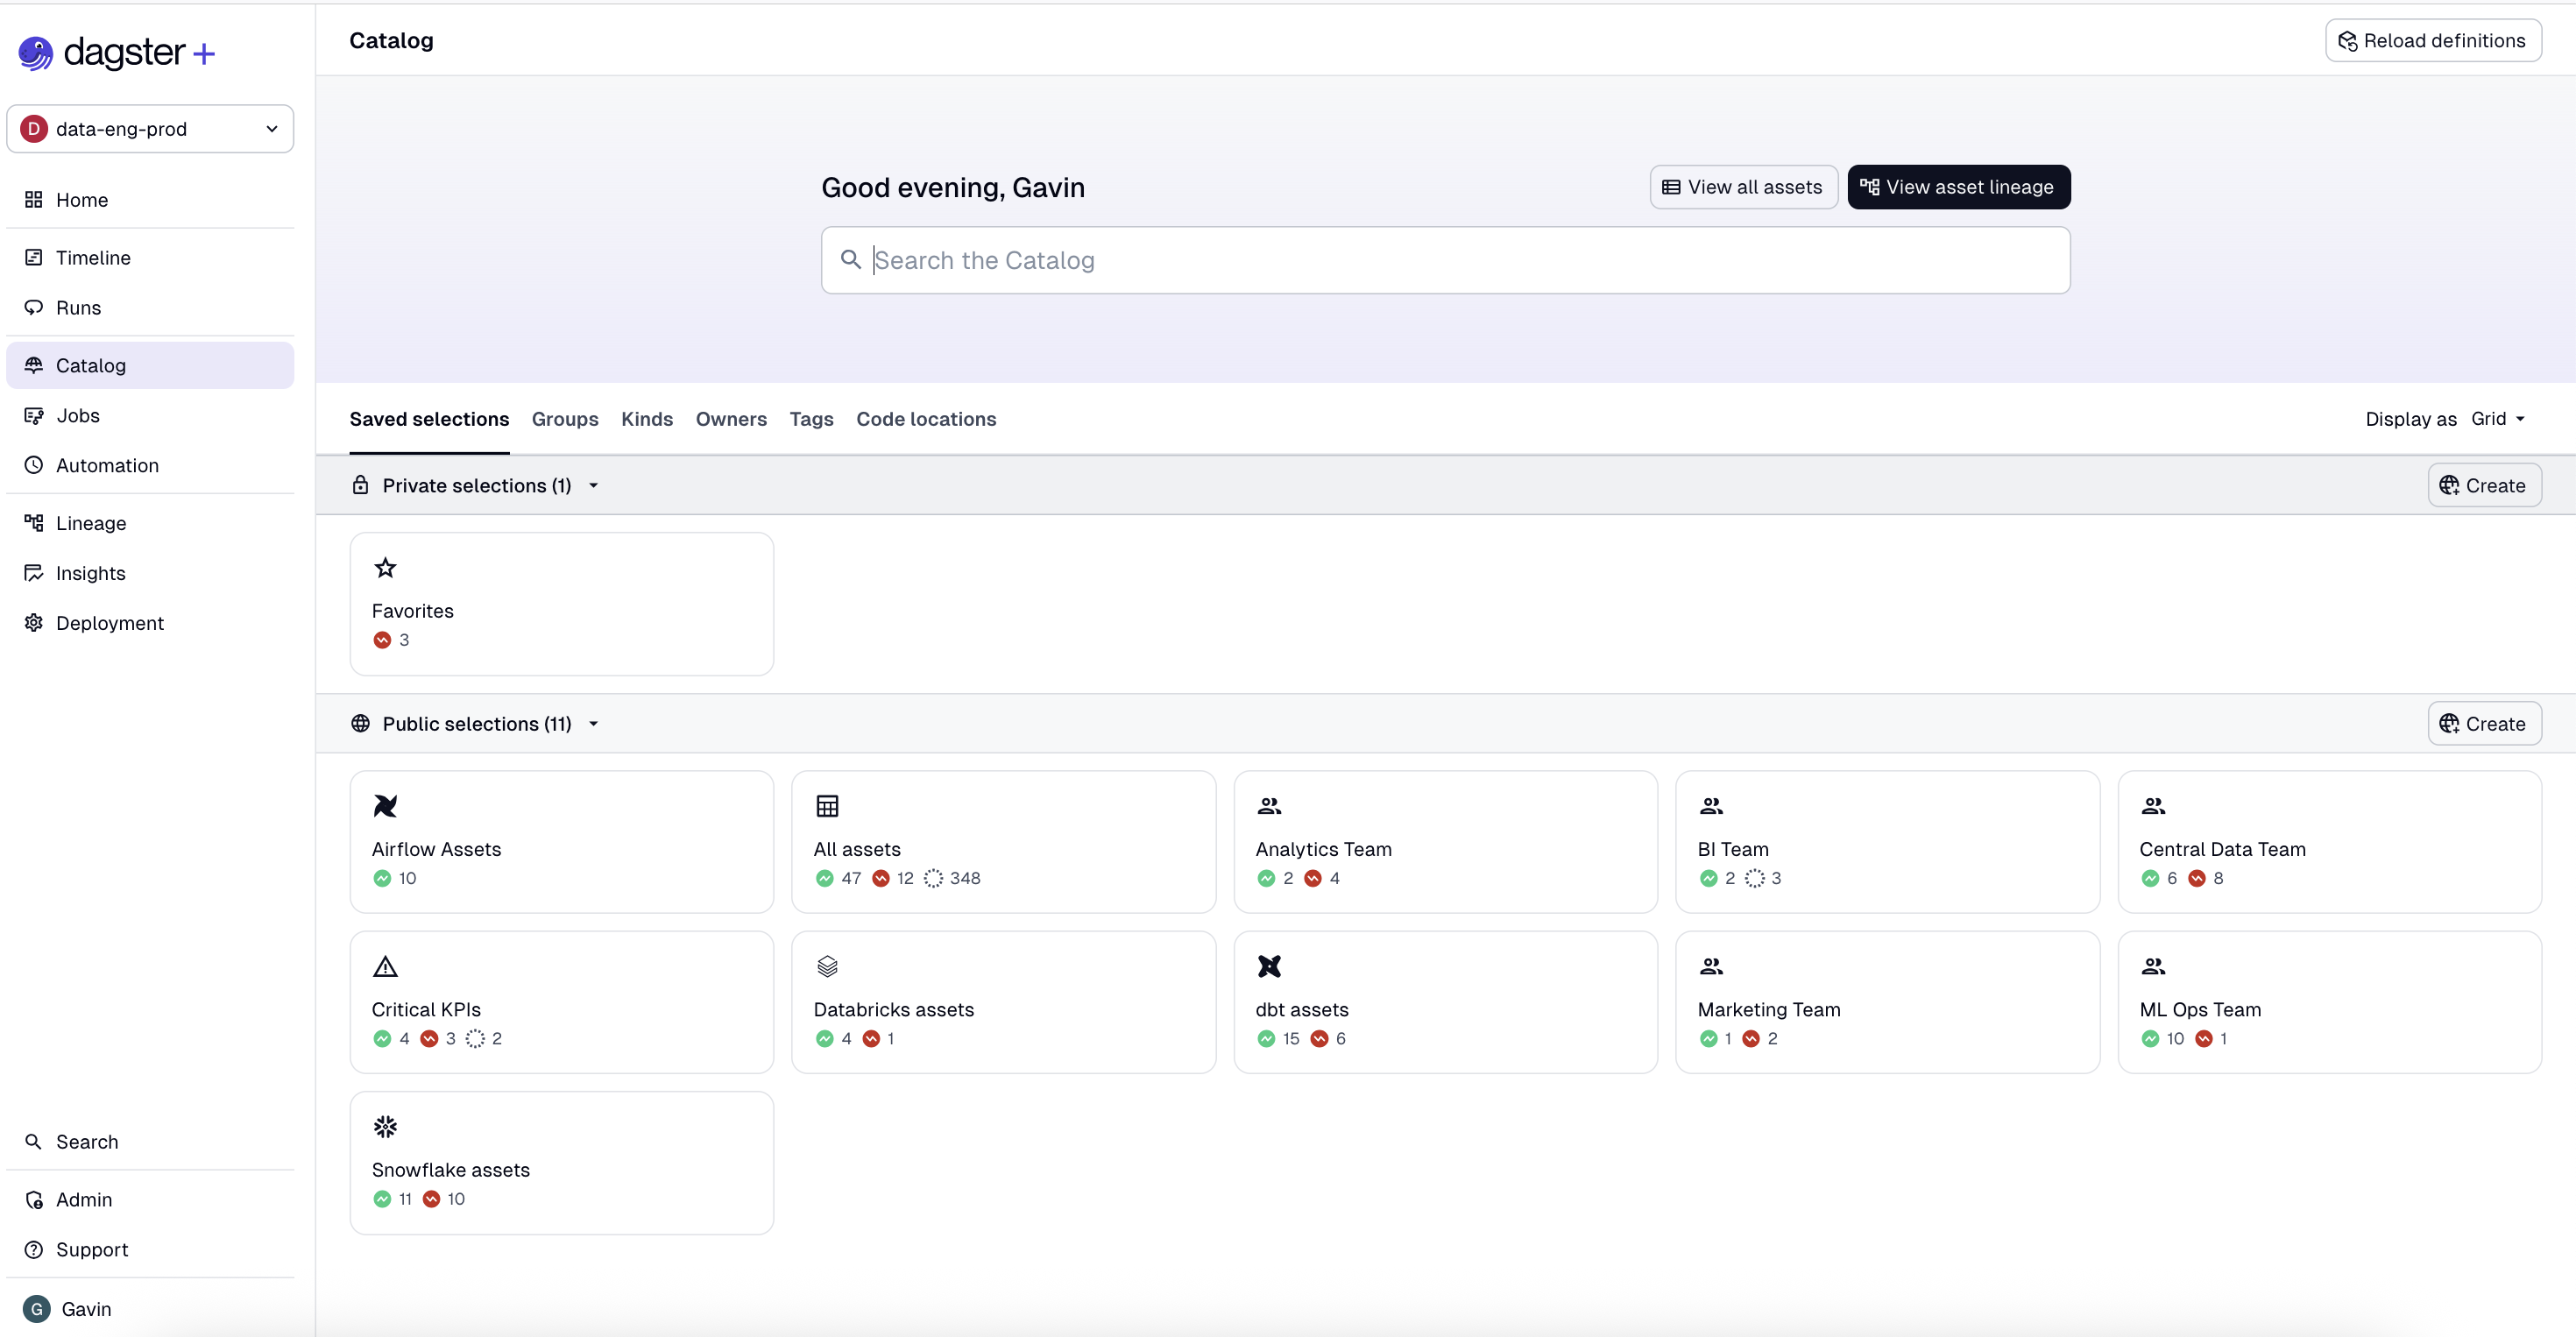 dagster+
D data-eng-prod
Home
Timeline
Runs
Catalog
Jobs
Automation
Lineage
Insights
Deployment
Search
Admin
Support
G Gavin
Catalog
Reload definitions
Good evening, Gavin
View all assets
View asset lineage
Search the Catalog
Saved selections Groups Kinds Owners Tags Code locations
Display as Grid
Private selections (1)
Create
Favorites
3
Public selections (11)
Create
Airflow Assets
10
All assets
47 12 348
Analytics Team
2 4
BI Team
2 3
Central Data Team
6 8
Critical KPIs
4 3 2
Databricks assets
4 1
dbt assets
15 6
Marketing Team
1 2
ML Ops Team
10 1
Snowflake assets
11 10